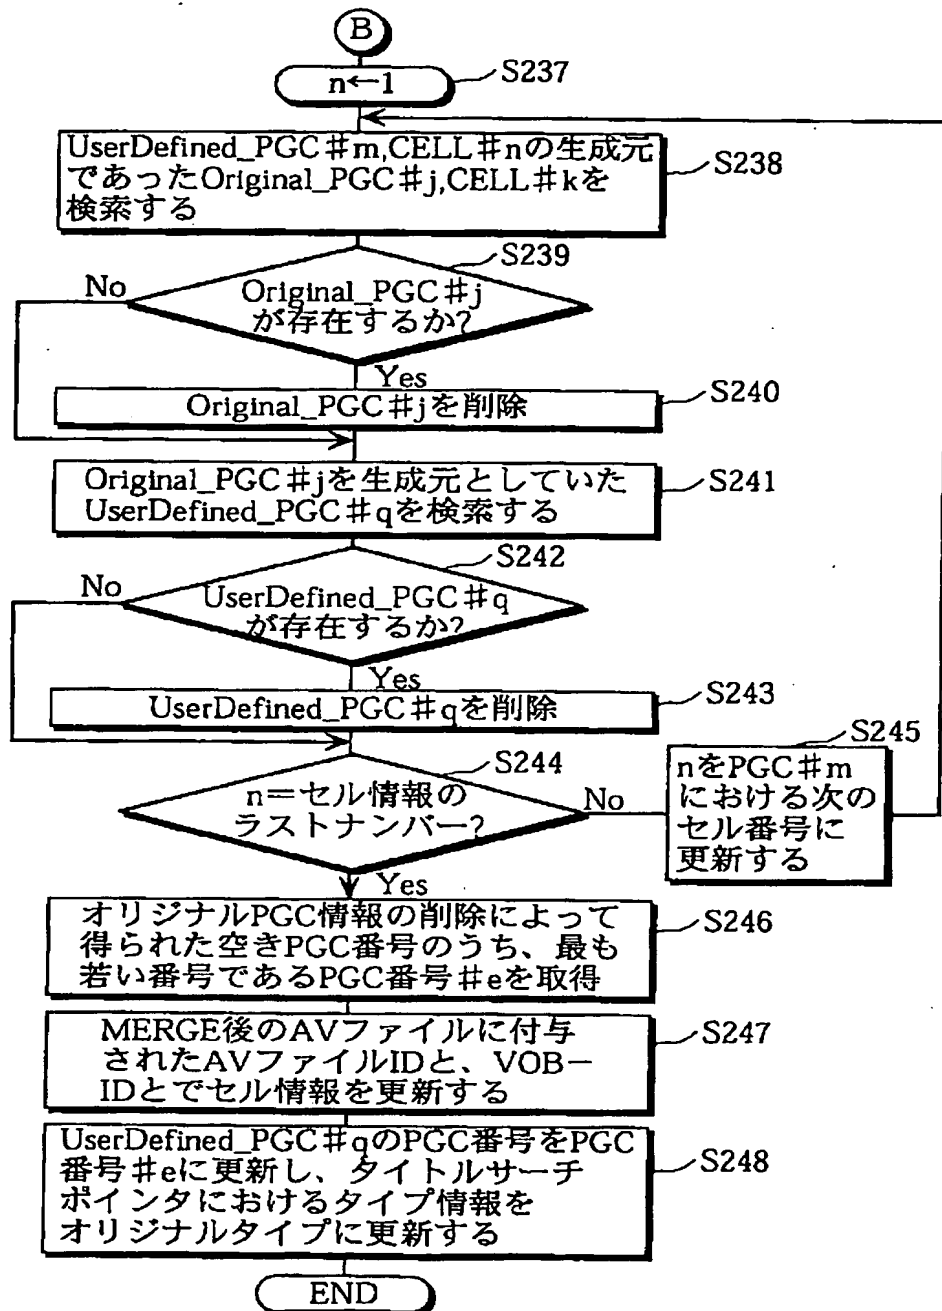 B
n←1
S237
UserDefined_PGC♯m,CELL♯nの生成元
であったOriginal_PGC♯j,CELL♯kを
検索する
S238
S239
No
Original_PGC♯j
が存在するか?
Yes
Original_PGC♯jを削除
S240
Original_PGC♯jを生成元としていた
UserDefined_PGC♯qを検索する
S241
S242
No
UserDefined_PGC♯q
が存在するか?
Yes
UserDefined_PGC♯qを削除
S243
S244
n=セル情報の
ラストナンバー?
No
S245
nをPGC♯m
における次の
セル番号に
更新する
Yes
オリジナルPGC情報の削除によって
得られた空きPGC番号のうち、最も
若い番号であるPGC番号♯eを取得
S246
MERGE後のAVファイルに付与
されたAVファイルIDと、VOB-
IDとでセル情報を更新する
S247
UserDefined_PGC♯qのPGC番号をPGC
番号♯eに更新し、タイトルサーチ
ポインタにおけるタイプ情報を
オリジナルタイプに更新する
S248
END